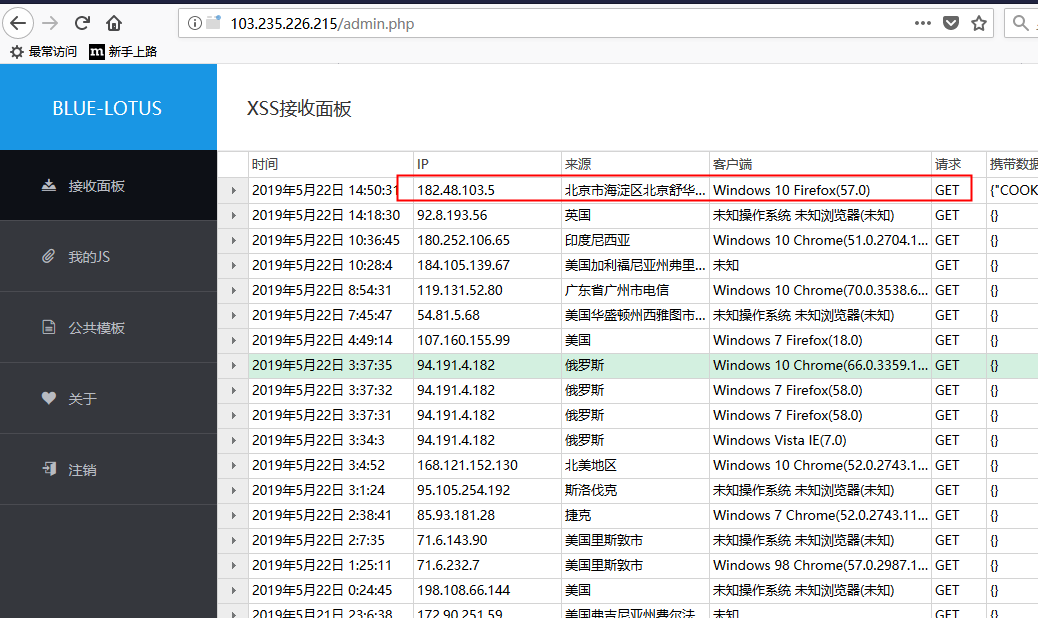 103.235.226.215/admin.php
最常访问 m 新手上路
BLUE-LOTUS
XSS接收面板
接收面板
我的JS
公共模板
关于
注销
时间 IP 来源 客户端 请求 携带数据
2019年5月22日 14:50:31 182.48.103.5 北京市海淀区北京舒华... Windows 10 Firefox(57.0) GET {"COOK
2019年5月22日 14:18:30 92.8.193.56 英国 未知操作系统 未知浏览器(未知) GET {}
2019年5月22日 10:36:45 180.252.106.65 印度尼西亚 Windows 10 Chrome(51.0.2704.1... GET {}
2019年5月22日 10:28:4 184.105.139.67 美国加利福尼亚州弗里... 未知 GET {}
2019年5月22日 8:54:31 119.131.52.80 广东省广州市电信 Windows 10 Chrome(70.0.3538.6... GET {}
2019年5月22日 7:45:47 54.81.5.68 美国华盛顿州西雅图市... 未知操作系统 未知浏览器(未知) GET {}
2019年5月22日 4:49:14 107.160.155.99 美国 Windows 7 Firefox(18.0) GET {}
2019年5月22日 3:37:35 94.191.4.182 俄罗斯 Windows 10 Chrome(66.0.3359.1... GET {}
2019年5月22日 3:37:32 94.191.4.182 俄罗斯 Windows 7 Firefox(58.0) GET {}
2019年5月22日 3:37:31 94.191.4.182 俄罗斯 Windows 7 Firefox(58.0) GET {}
2019年5月22日 3:34:3 94.191.4.182 俄罗斯 Windows Vista IE(7.0) GET {}
2019年5月22日 3:4:52 168.121.152.130 北美地区 Windows 10 Chrome(52.0.2743.1... GET {}
2019年5月22日 3:1:24 95.105.254.192 斯洛伐克 未知操作系统 未知浏览器(未知) GET {}
2019年5月22日 2:38:41 85.93.181.28 捷克 Windows 7 Chrome(52.0.2743.11... GET {}
2019年5月22日 2:7:35 71.6.143.90 美国里斯敦市 未知操作系统 未知浏览器(未知) GET {}
2019年5月22日 1:25:11 71.6.232.7 美国里斯敦市 Windows 98 Chrome(57.0.2987.1... GET {}
2019年5月22日 0:24:45 198.108.66.144 美国 未知操作系统 未知浏览器(未知) GET {}
2019年5月21日 23:6:38 172.90.251.59 美国弗吉尼亚州费尔法... 未知 GET {}